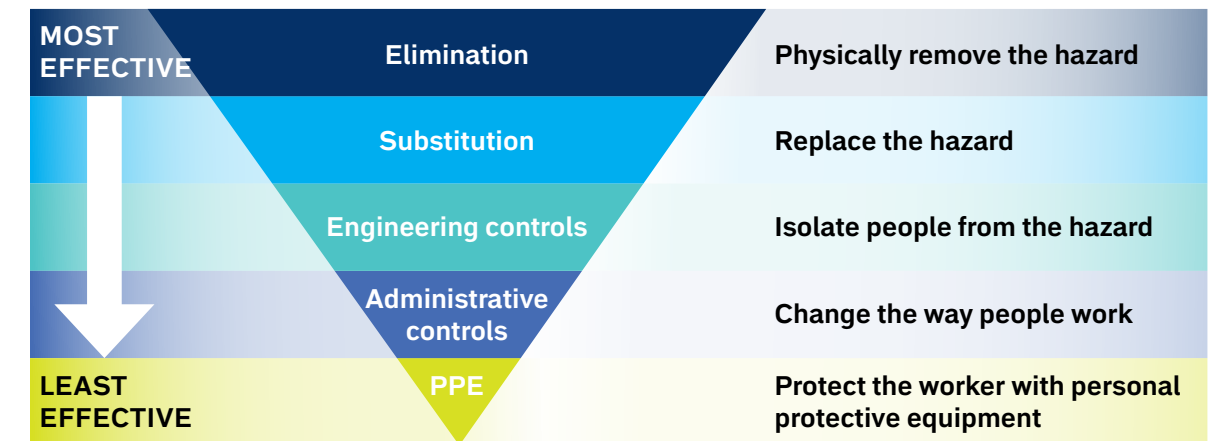 MOST
EFFECTIVE
Elimination
Physically remove the hazard
Substitution
Replace the hazard
Engineering controls
Isolate people from the hazard
Administrative
controls
Change the way people work
LEAST
EFFECTIVE
PPE
Protect the worker with personal
protective equipment